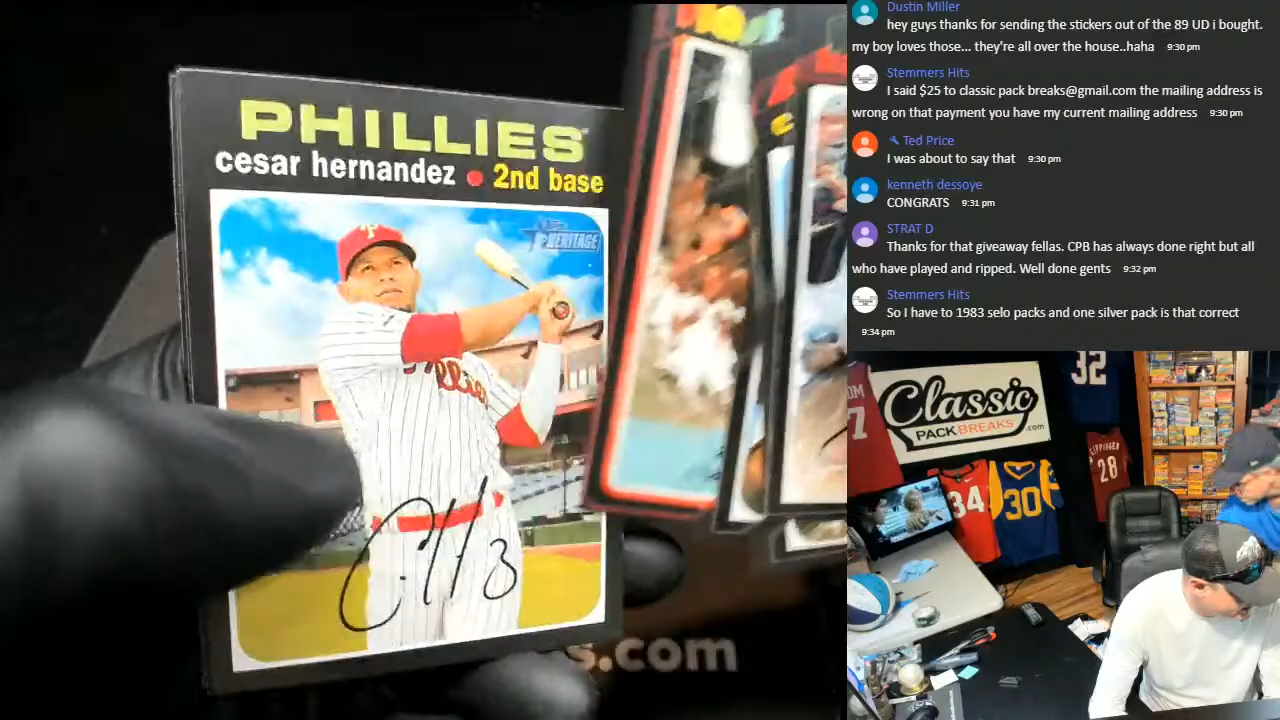 PHILLIES
cesar hernandez • 2nd base
HERITAGE
s.com
Dustin Miller
hey guys thanks for sending the stickers out of the 89 UD i bought.
my boy loves those... they're all over the house..haha 9:30 pm
Stemmers Hits
I said $25 to classic pack breaks@gmail.com the mailing address is
wrong on that payment you have my current mailing address 9:30 pm
Ted Price
I was about to say that 9:30 pm
kenneth dessoye
CONGRATS 9:31 pm
STRAT D
Thanks for that giveaway fellas. CPB has always done right but all
who have played and ripped. Well done gents 9:32 pm
Stemmers Hits
So I have to 1983 selo packs and one silver pack is that correct
9:34 pm
32
OM
7
Classic
PACKBREAKS.com
28
34
30